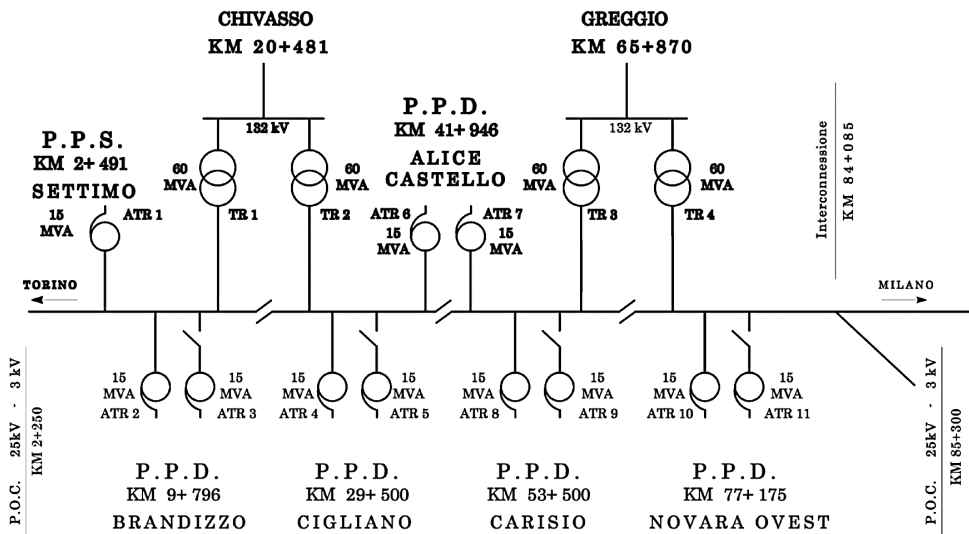 CHIVASSO
KM 20+481
GREGGIO
KM 65+870
132 kV
132 kV
P.P.S.
KM 2+491
SETTIMO
P.P.D.
KM 41+946
ALICE
CASTELLO
60
MVA
TR 1
60
MVA
TR 2
60
MVA
TR 3
60
MVA
TR 4
15
MVA
ATR 1
ATR 6
15
MVA
ATR 7
15
MVA
Interconnessione
KM 84+085
TORINO
MILANO
15
MVA
ATR 2
15
MVA
ATR 3
15
MVA
ATR 4
15
MVA
ATR 5
15
MVA
ATR 8
15
MVA
ATR 9
15
MVA
ATR 10
15
MVA
ATR 11
P.O.C. 25kV - 3 kV
KM 2+250
P.O.C. 25kV - 3 kV
KM 85+300
P.P.D.
KM 9+796
BRANDIZZO
P.P.D.
KM 29+500
CIGLIANO
P.P.D.
KM 53+500
CARISIO
P.P.D.
KM 77+175
NOVARA OVEST